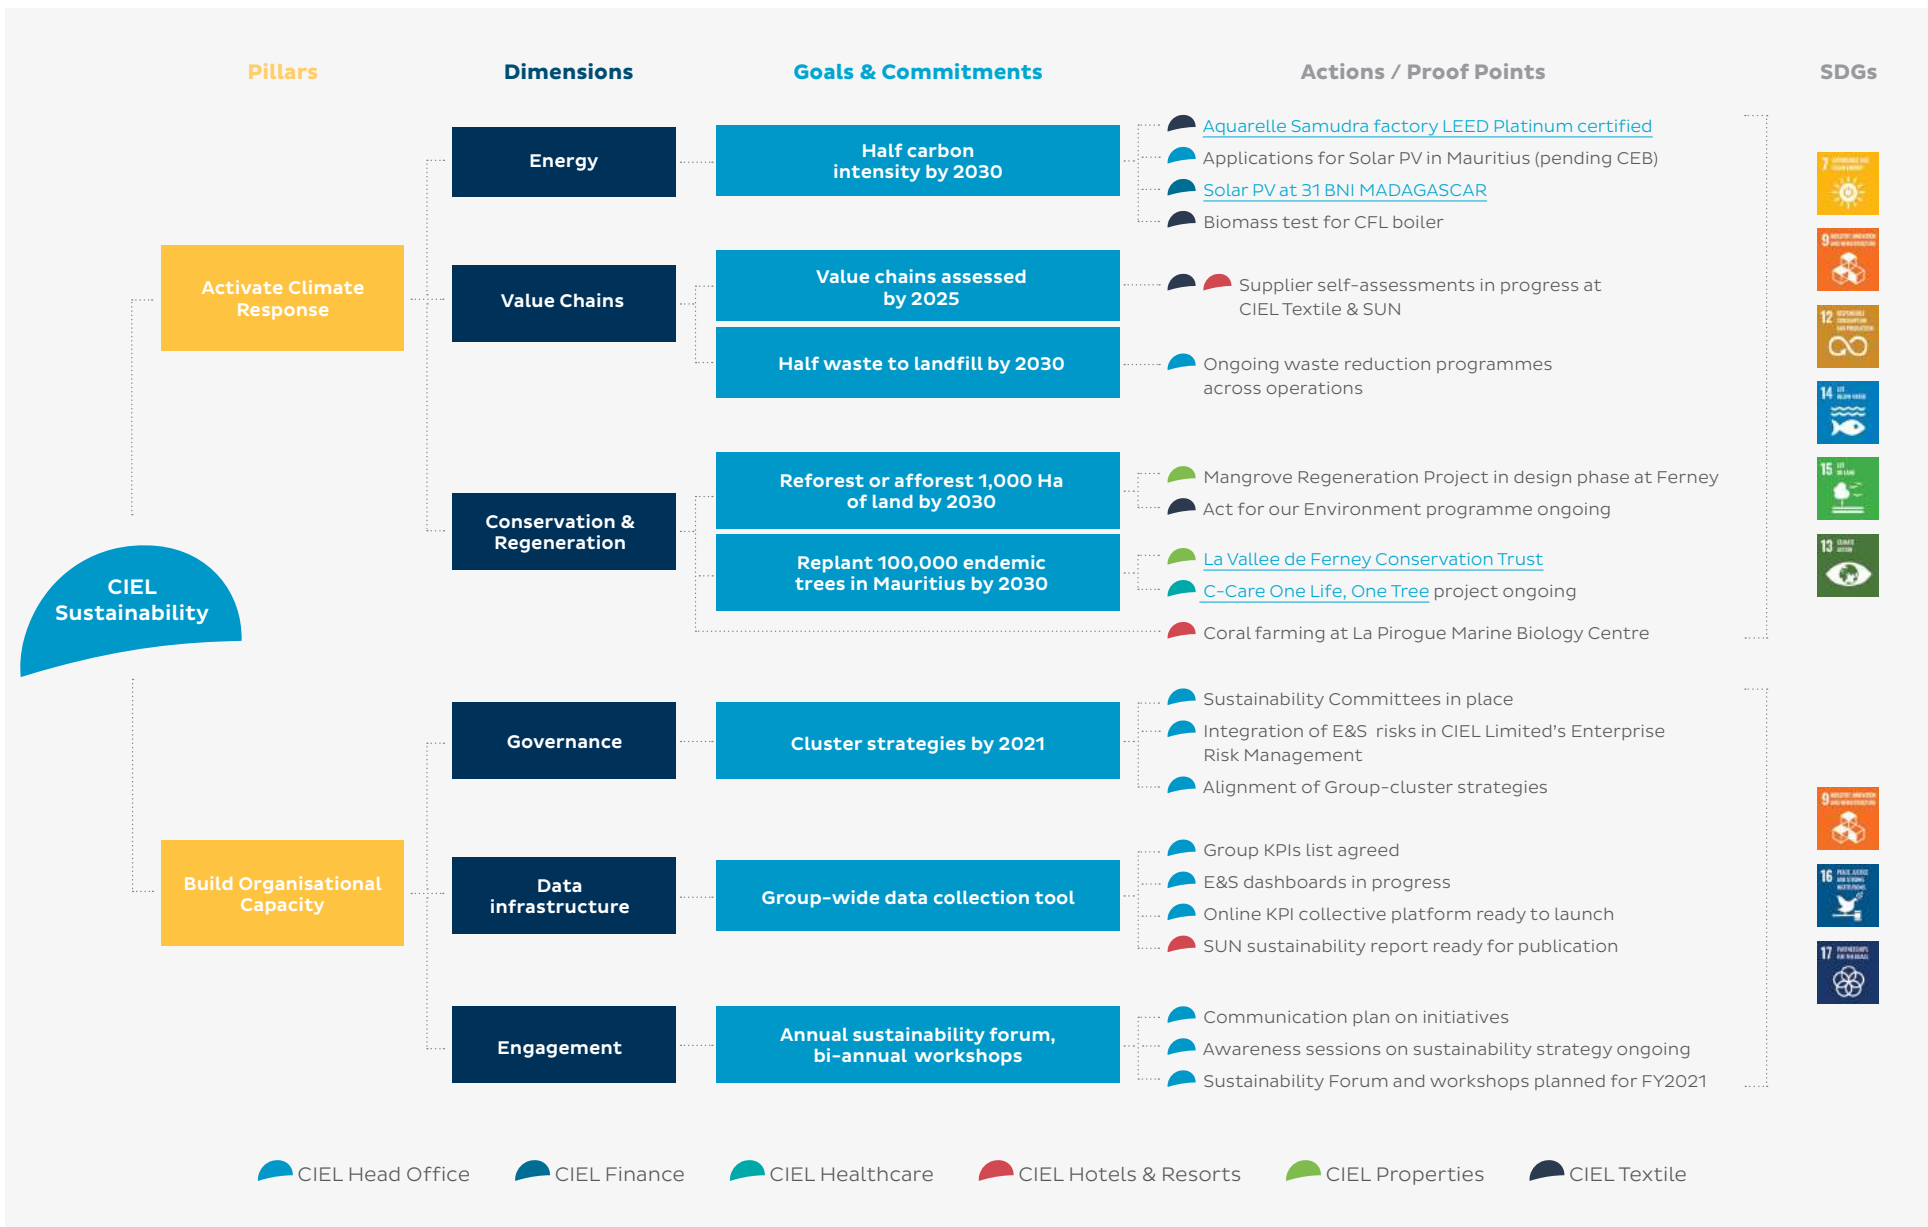 Pillars
Dimensions
Goals & Commitments
Actions / Proof Points
SDGs
CIEL
Sustainability
Activate Climate
Response
Energy
Half carbon
intensity by 2030
Aquarelle Samudra factory LEED Platinum certified
Applications for Solar PV in Mauritius (pending CEB)
Solar PV at 31 BNI MADAGASCAR
Biomass test for CFL boiler
Value Chains
Value chains assessed
by 2025
Supplier self-assessments in progress at
CIEL Textile & SUN
Half waste to landfill by 2030
Ongoing waste reduction programmes
across operations
Conservation &
Regeneration
Reforest or afforest 1,000 Ha
of land by 2030
Mangrove Regeneration Project in design phase at Ferney
Act for our Environment programme ongoing
Replant 100,000 endemic
trees in Mauritius by 2030
La Vallee de Ferney Conservation Trust
C-Care One Life, One Tree project ongoing
Coral farming at La Pirogue Marine Biology Centre
7
9
12
14
15
13
Build Organisational
Capacity
Governance
Cluster strategies by 2021
Sustainability Committees in place
Integration of E&S risks in CIEL Limited's Enterprise
Risk Management
Alignment of Group-cluster strategies
Data
infrastructure
Group-wide data collection tool
Group KPIs list agreed
E&S dashboards in progress
Online KPI collective platform ready to launch
SUN sustainability report ready for publication
Engagement
Annual sustainability forum,
bi-annual workshops
Communication plan on initiatives
Awareness sessions on sustainability strategy ongoing
Sustainability Forum and workshops planned for FY2021
9
16
17
CIEL Head Office
CIEL Finance
CIEL Healthcare
CIEL Hotels & Resorts
CIEL Properties
CIEL Textile